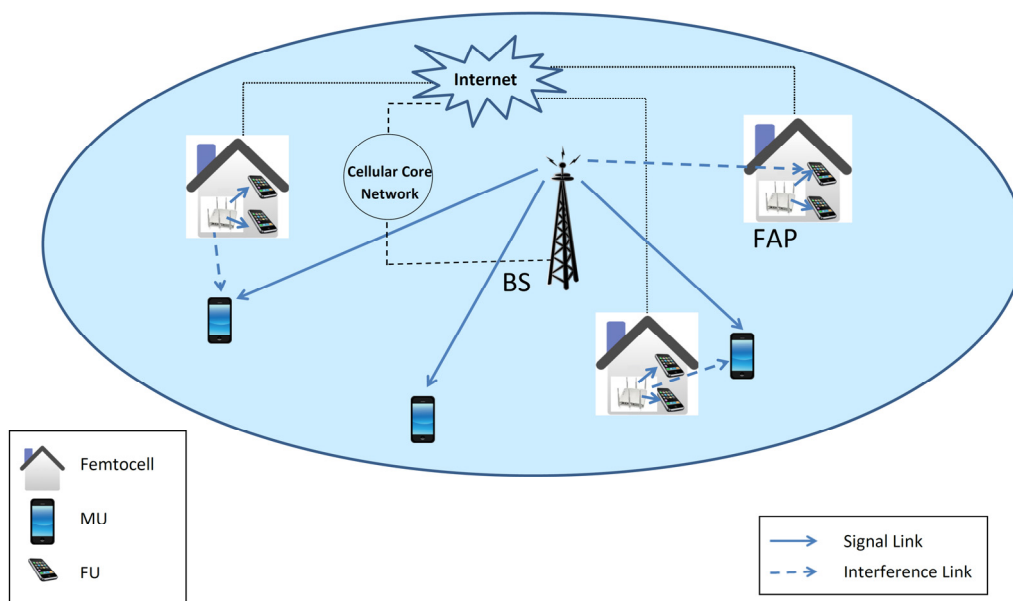 Internet
Cellular Core
Network
FAP
BS
Femtocell
MU
FU
Signal Link
Interference Link